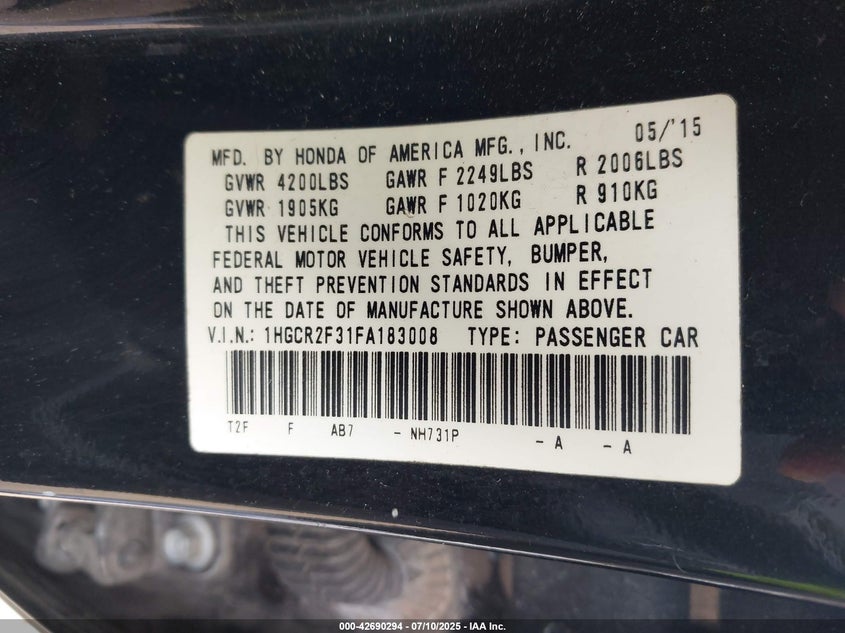 MFD. BY HONDA OF AMERICA MFG., INC. 05/'15
GVWR 4200LBS GAWR F 2249LBS R 2006LBS
GVWR 1905KG GAWR F 1020KG R 910KG
THIS VEHICLE CONFORMS TO ALL APPLICABLE
FEDERAL MOTOR VEHICLE SAFETY, BUMPER,
AND THEFT PREVENTION STANDARDS IN EFFECT
ON THE DATE OF MANUFACTURE SHOWN ABOVE.
V.I.N.: 1HGCR2F31FA183008 TYPE: PASSENGER CAR
T2F F AB7 - NH731P - A - A
000-42690294 - 07/10/2025 - IAA Inc.